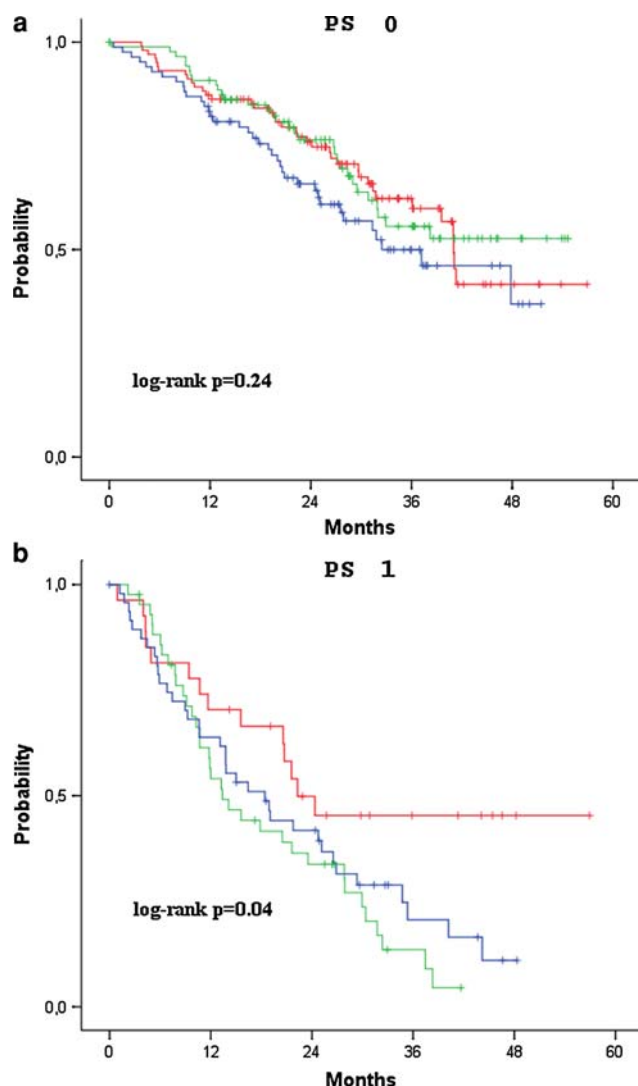 a
PS 0
1,0
0,5
0,0
Probability
log-rank p=0.24
0 12 24 36 48 60
Months
b
PS 1
1,0
0,5
0,0
Probability
log-rank p=0.04
0 12 24 36 48 60
Months